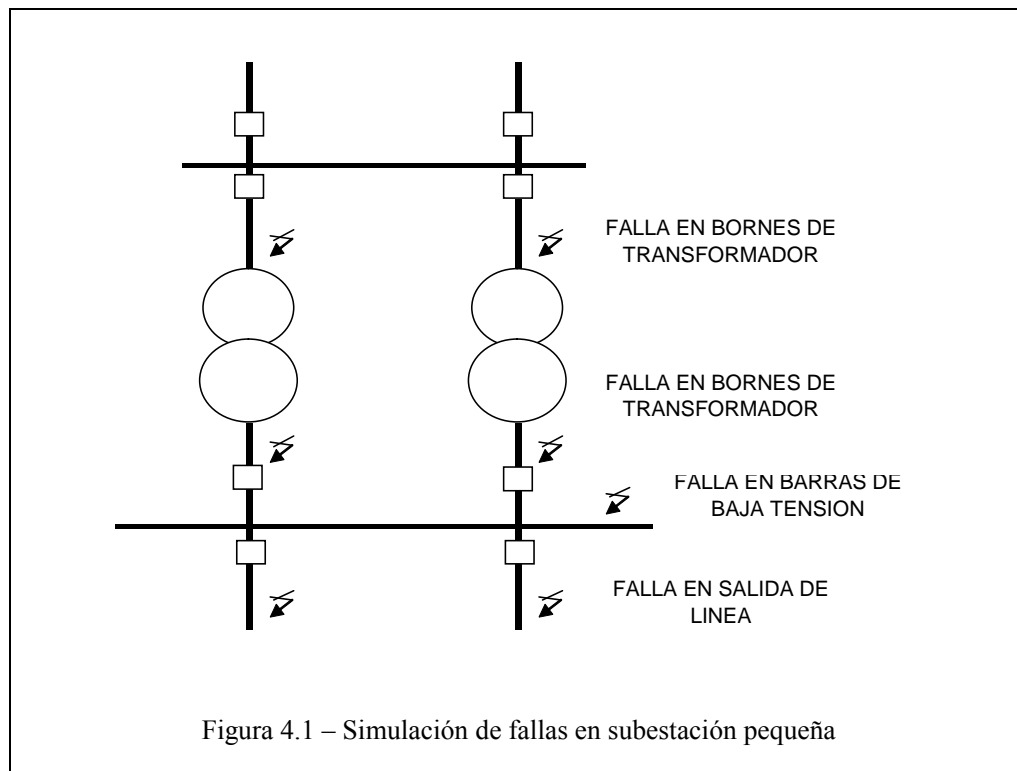 FALLA EN BORNES DE
TRANSFORMADOR
FALLA EN BORNES DE
TRANSFORMADOR
FALLA EN BARRAS DE
BAJA TENSION
FALLA EN SALIDA DE
LINEA
Figura 4.1 – Simulación de fallas en subestación pequeña